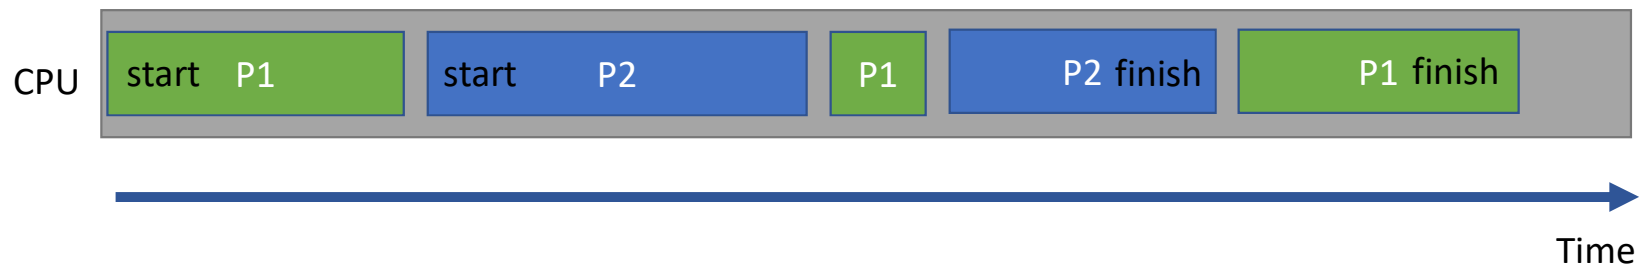 CPU
start P1
start P2
P1
P2 finish
P1 finish
Time